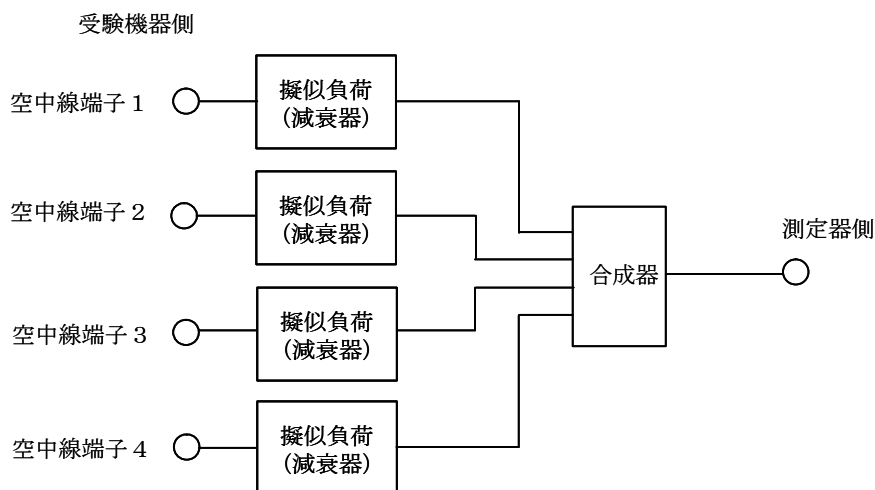 受験機器側
空中線端子1
擬似負荷
(減衰器)
空中線端子2
擬似負荷
(減衰器)
測定器側
合成器
空中線端子3
擬似負荷
(減衰器)
空中線端子4
擬似負荷
(減衰器)